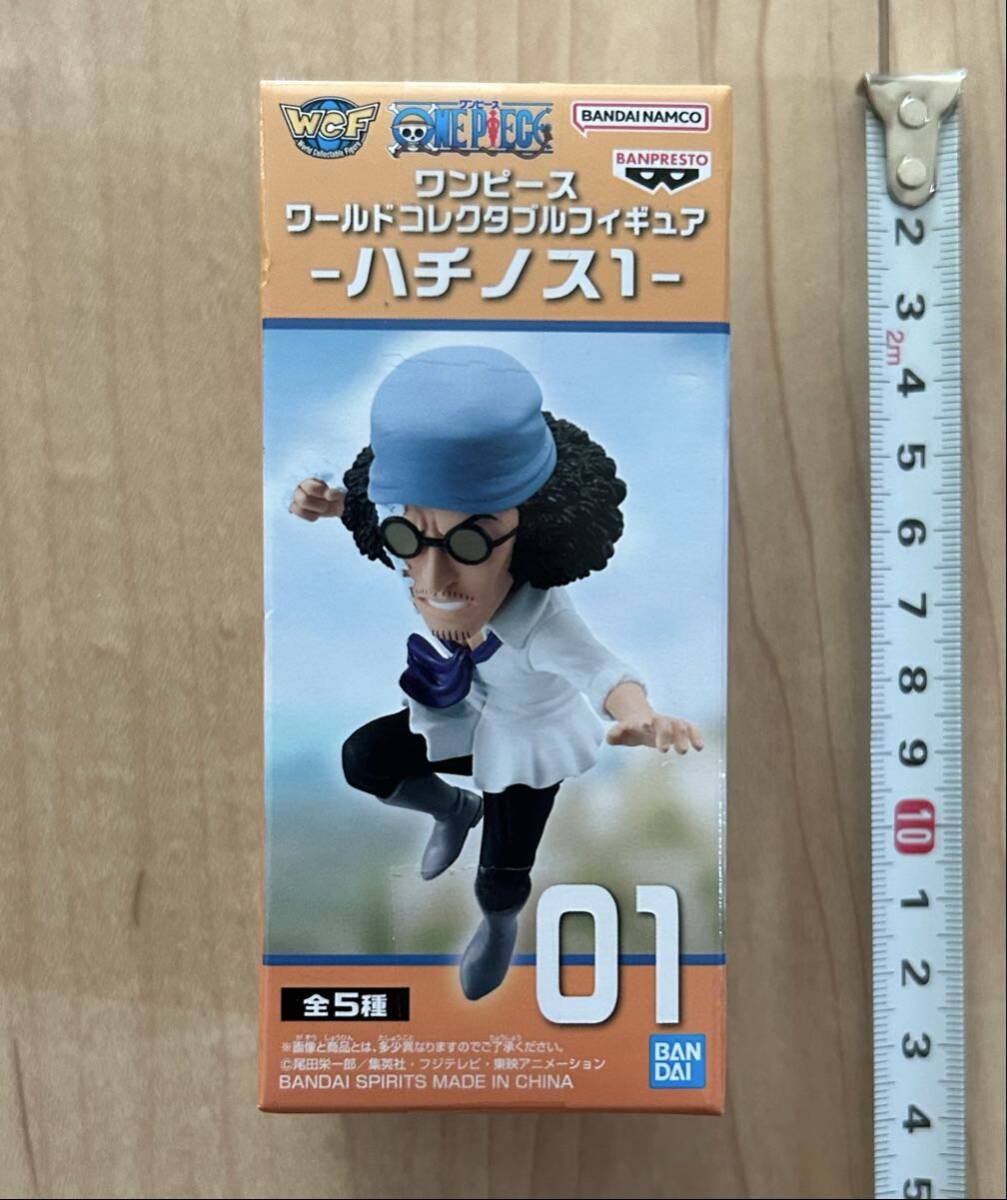 WCF
World Collectable Figure
ワンピース
ONE PIECE
BANDAI NAMCO
BANPRESTO
ワンピース
ワールドコレクタブルフィギュア
-ハチノス1-
01
全5種
※画像と商品とは、多少異なりますのでご了承ください。
©尾田栄一郎/集英社・フジテレビ・東映アニメーション
BANDAI SPIRITS MADE IN CHINA
BAN
DAI
2
3
2m
4
5
6
7
8
9
10
1
2
3
4
5